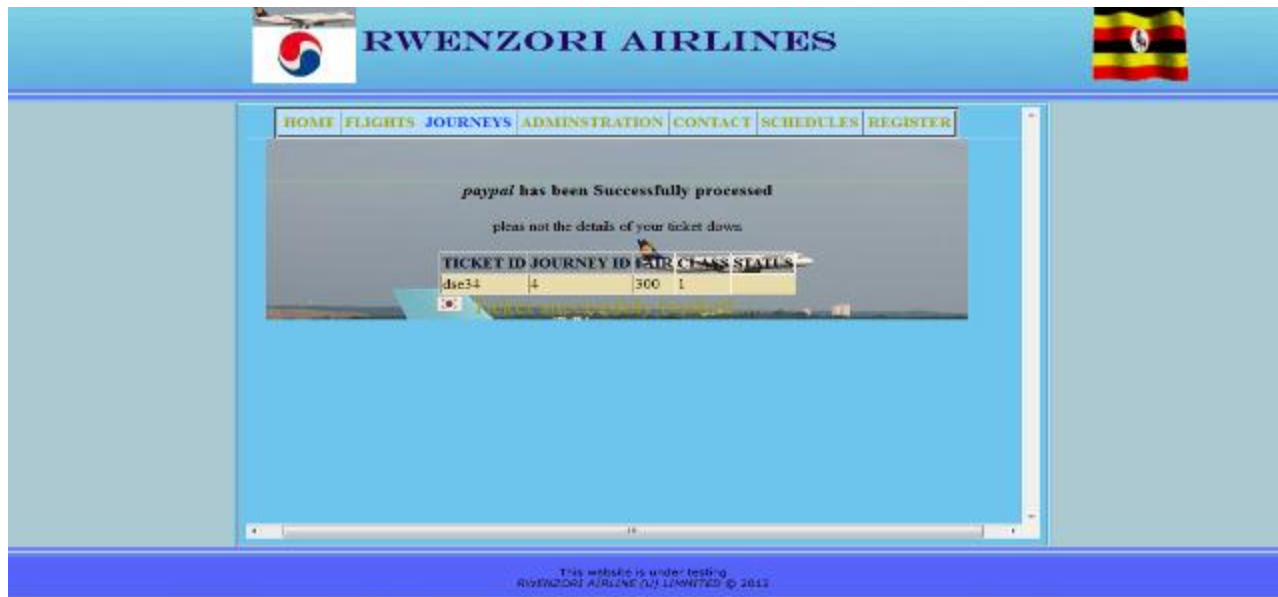 RWENZORI AIRLINES
HOME FLIGHTS JOURNEYS ADMINSTRATION CONTACT SCHEDULES REGISTER
paypal has been Successfully processed
pleas not the details of your ticket down
TICKET ID JOURNEY ID FAIR CLASS STATUS
dse34 4 300 1
Ticket successfully
This website is under testing
RWENZORI AIRLINE (U) LIMMITED ©